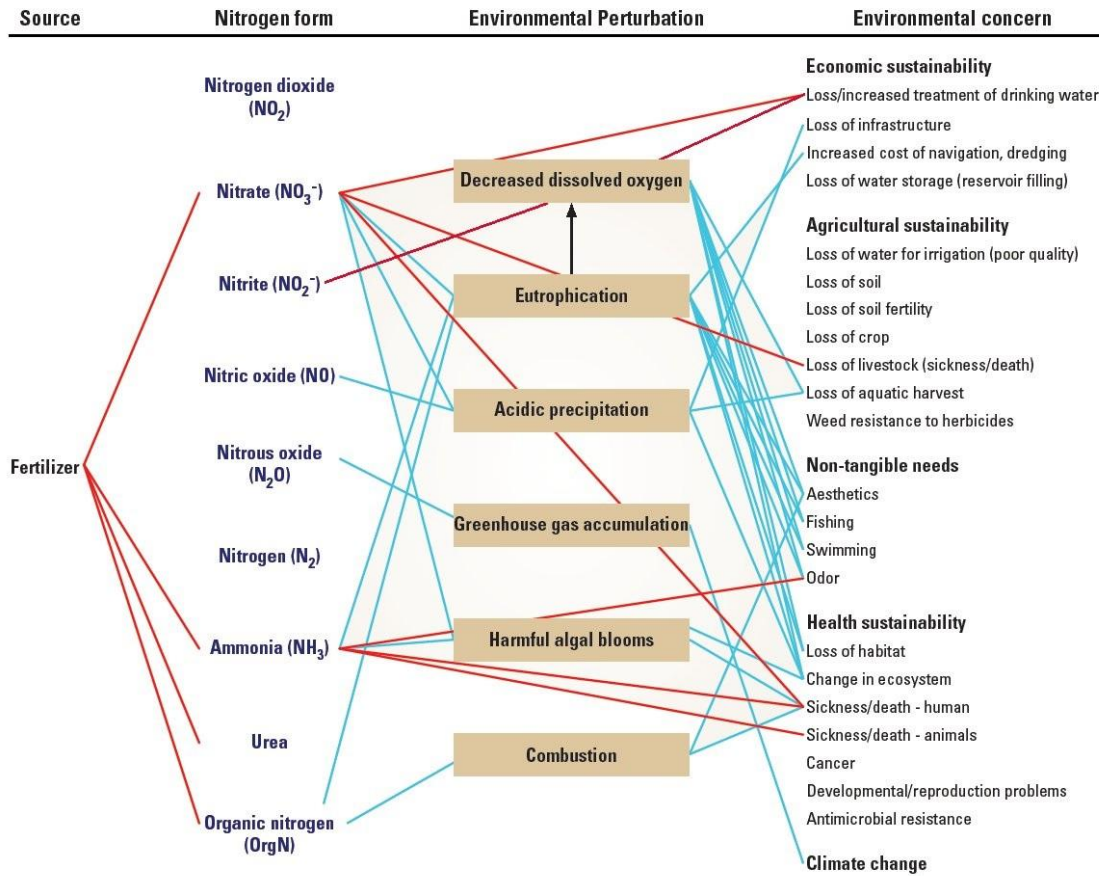 Source
Nitrogen form
Environmental Perturbation
Environmental concern
Fertilizer
Nitrogen dioxide
(NO₂)
Nitrate (NO₃⁻)
Nitrite (NO₂⁻)
Nitric oxide (NO)
Nitrous oxide
(N₂O)
Nitrogen (N₂)
Ammonia (NH₃)
Urea
Organic nitrogen
(OrgN)
Decreased dissolved oxygen
Eutrophication
Acidic precipitation
Greenhouse gas accumulation
Harmful algal blooms
Combustion
Economic sustainability
Loss/increased treatment of drinking water
Loss of infrastructure
Increased cost of navigation, dredging
Loss of water storage (reservoir filling)
Agricultural sustainability
Loss of water for irrigation (poor quality)
Loss of soil
Loss of soil fertility
Loss of crop
Loss of livestock (sickness/death)
Loss of aquatic harvest
Weed resistance to herbicides
Non-tangible needs
Aesthetics
Fishing
Swimming
Odor
Health sustainability
Loss of habitat
Change in ecosystem
Sickness/death - human
Sickness/death - animals
Cancer
Developmental/reproduction problems
Antimicrobial resistance
Climate change